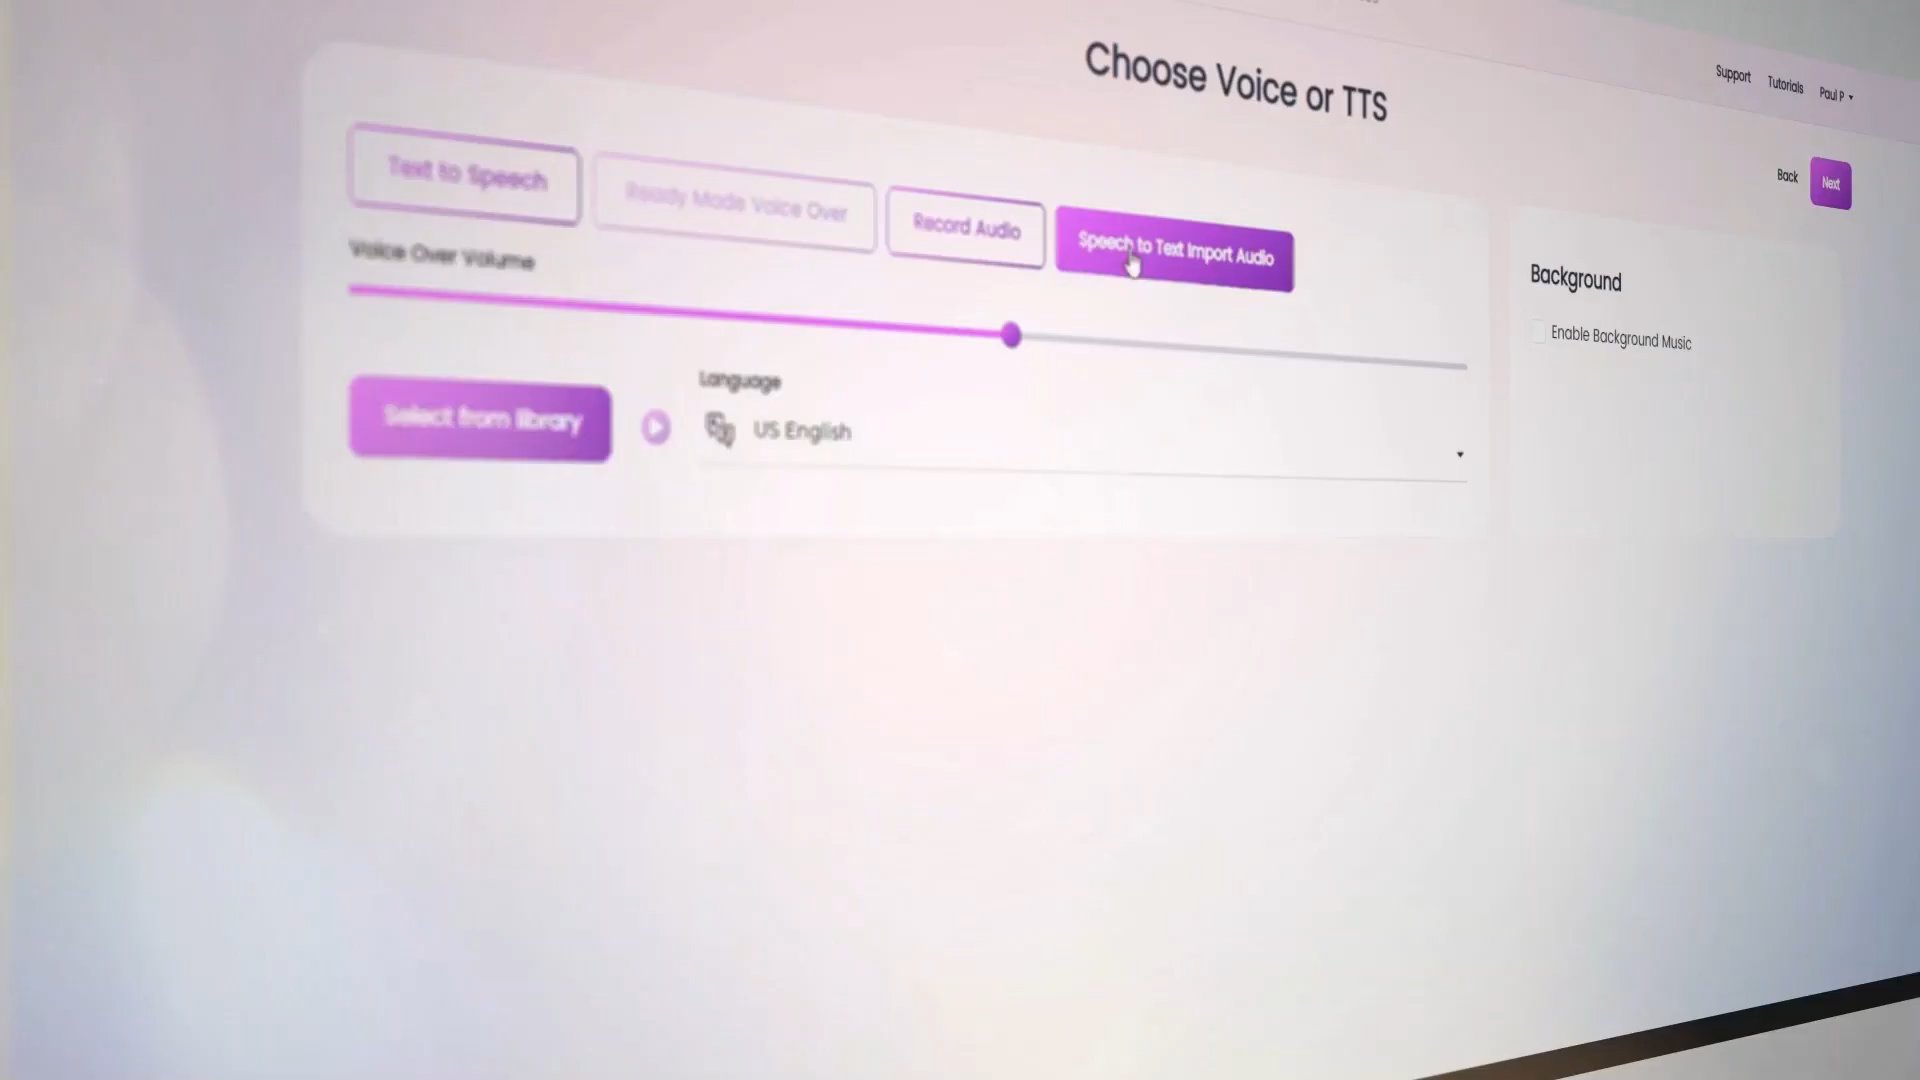 Choose Voice or TTS
Support
Tutorials
Paul P
Back
Next
Text to Speech
Ready Made Voice Over
Record Audio
Speech to Text Import Audio
Voice Over Volume
Select from library
Language
US English
Background
Enable Background Music